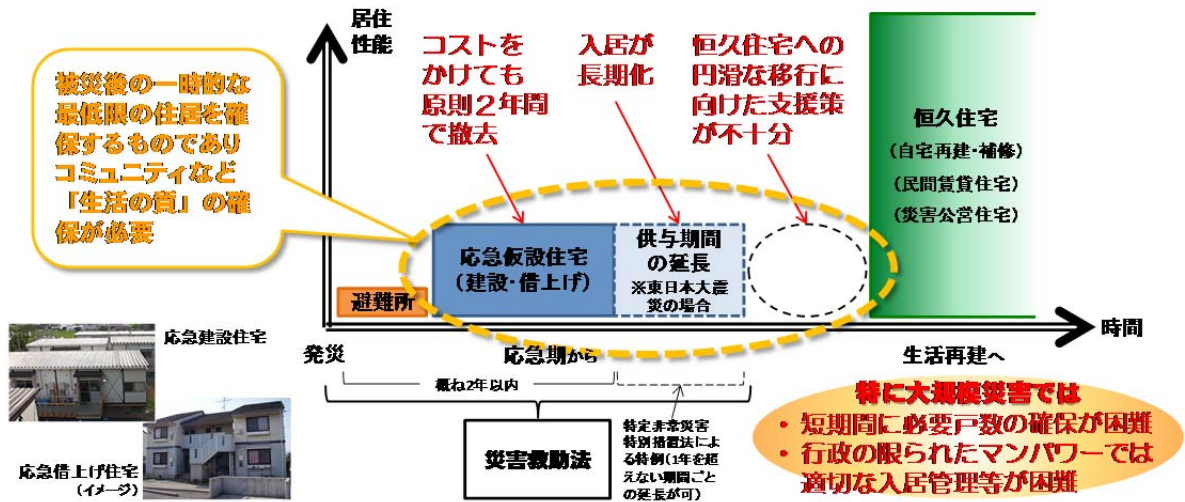 居住
性能
コストを
かけても
原則２年間
で撤去
入居が
長期化
恒久住宅への
円滑な移行に
向けた支援策
が不十分
被災後の一時的な
最低限の住居を確
保するものであり
コミュニティなど
「生活の質」の確
保が必要
恒久住宅
(自宅再建・補修)
(民間賃貸住宅)
(災害公営住宅)
応急仮設住宅
(建設・借上げ)
供与期間
の延長
※東日本大震
災の場合
避難所
時間
発災
応急期から
生活再建へ
概ね2年以内
災害救助法
特定非常災害
特別措置法によ
る特例(1年を超
えない期間ごと
の延長が可)
応急建設住宅
応急借上げ住宅
(イメージ)
特に大規模災害では
• 短期間に必要戸数の確保が困難
• 行政の限られたマンパワーでは
適切な入居管理等が困難